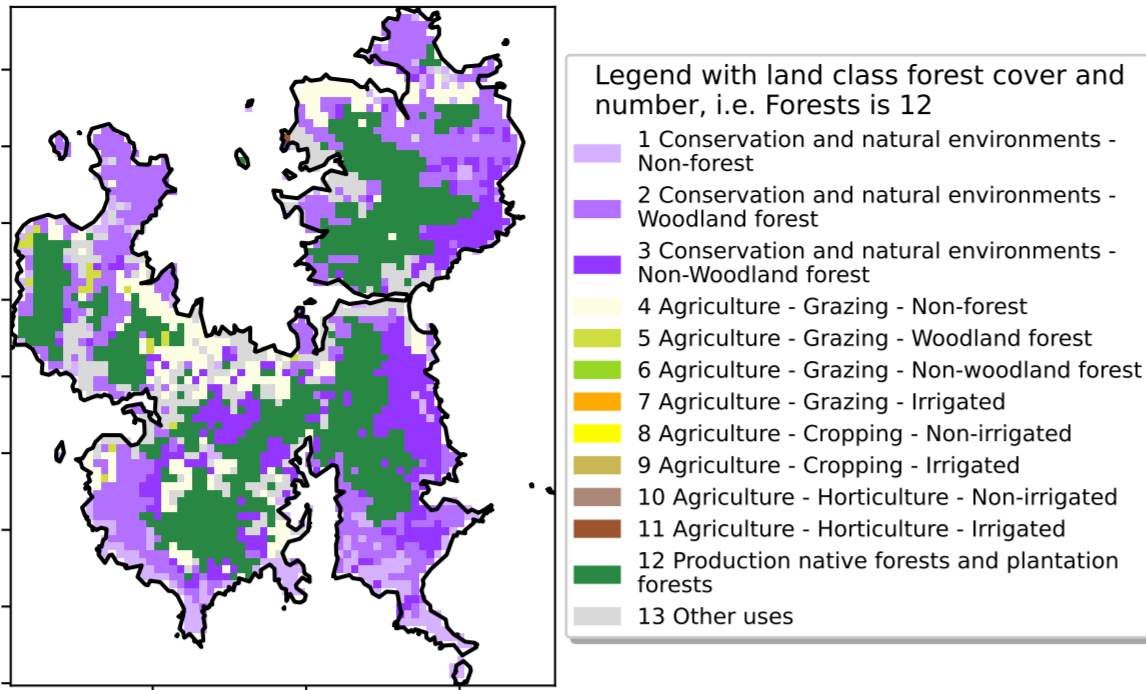 Legend with land class forest cover and
number, i.e. Forests is 12
1 Conservation and natural environments -
Non-forest
2 Conservation and natural environments -
Woodland forest
3 Conservation and natural environments -
Non-Woodland forest
4 Agriculture - Grazing - Non-forest
5 Agriculture - Grazing - Woodland forest
6 Agriculture - Grazing - Non-woodland forest
7 Agriculture - Grazing - Irrigated
8 Agriculture - Cropping - Non-irrigated
9 Agriculture - Cropping - Irrigated
10 Agriculture - Horticulture - Non-irrigated
11 Agriculture - Horticulture - Irrigated
12 Production native forests and plantation
forests
13 Other uses